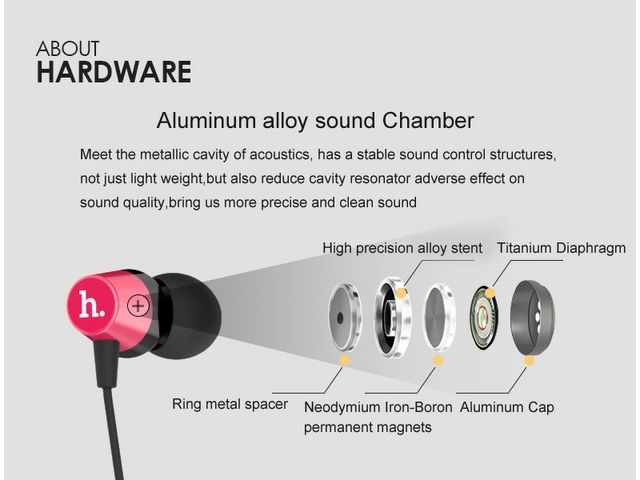 ABOUT
HARDWARE
Aluminum alloy sound Chamber
Meet the metallic cavity of acoustics, has a stable sound control structures,
not just light weight,but also reduce cavity resonator adverse effect on
sound quality,bring us more precise and clean sound
High precision alloy stent
Titanium Diaphragm
h.
Ring metal spacer
Neodymium Iron-Boron
permanent magnets
Aluminum Cap